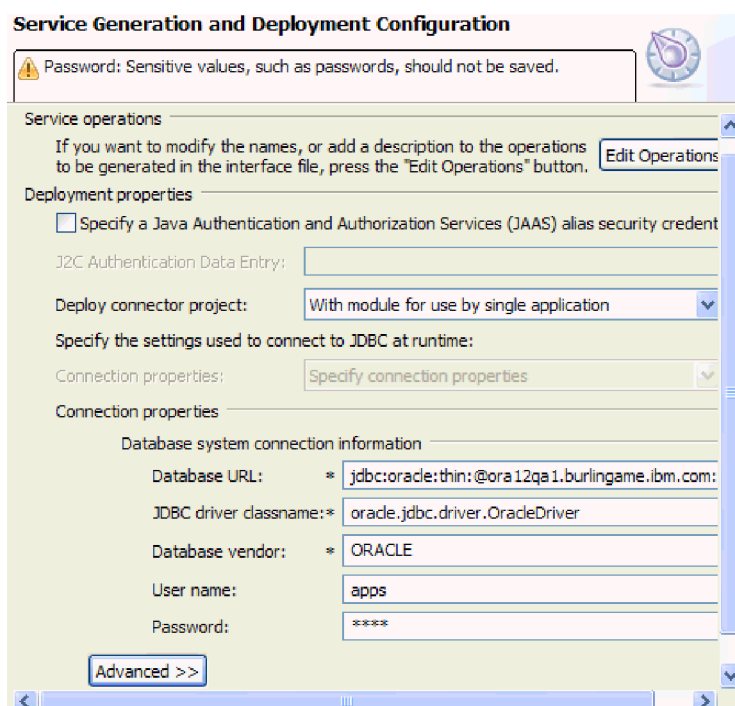 Service Generation and Deployment Configuration
Password: Sensitive values, such as passwords, should not be saved.
Service operations
If you want to modify the names, or add a description to the operations
to be generated in the interface file, press the "Edit Operations" button.
Edit Operations
Deployment properties
Specify a Java Authentication and Authorization Services (JAAS) alias security credent
J2C Authentication Data Entry:
Deploy connector project: With module for use by single application
Specify the settings used to connect to JDBC at runtime:
Connection properties: Specify connection properties
Connection properties
Database system connection information
Database URL: * jdbc:oracle:thin:@ora12qa1.burlingame.ibm.com:
JDBC driver classname:* oracle.jdbc.driver.OracleDriver
Database vendor: * ORACLE
User name: apps
Password: ****
Advanced >>